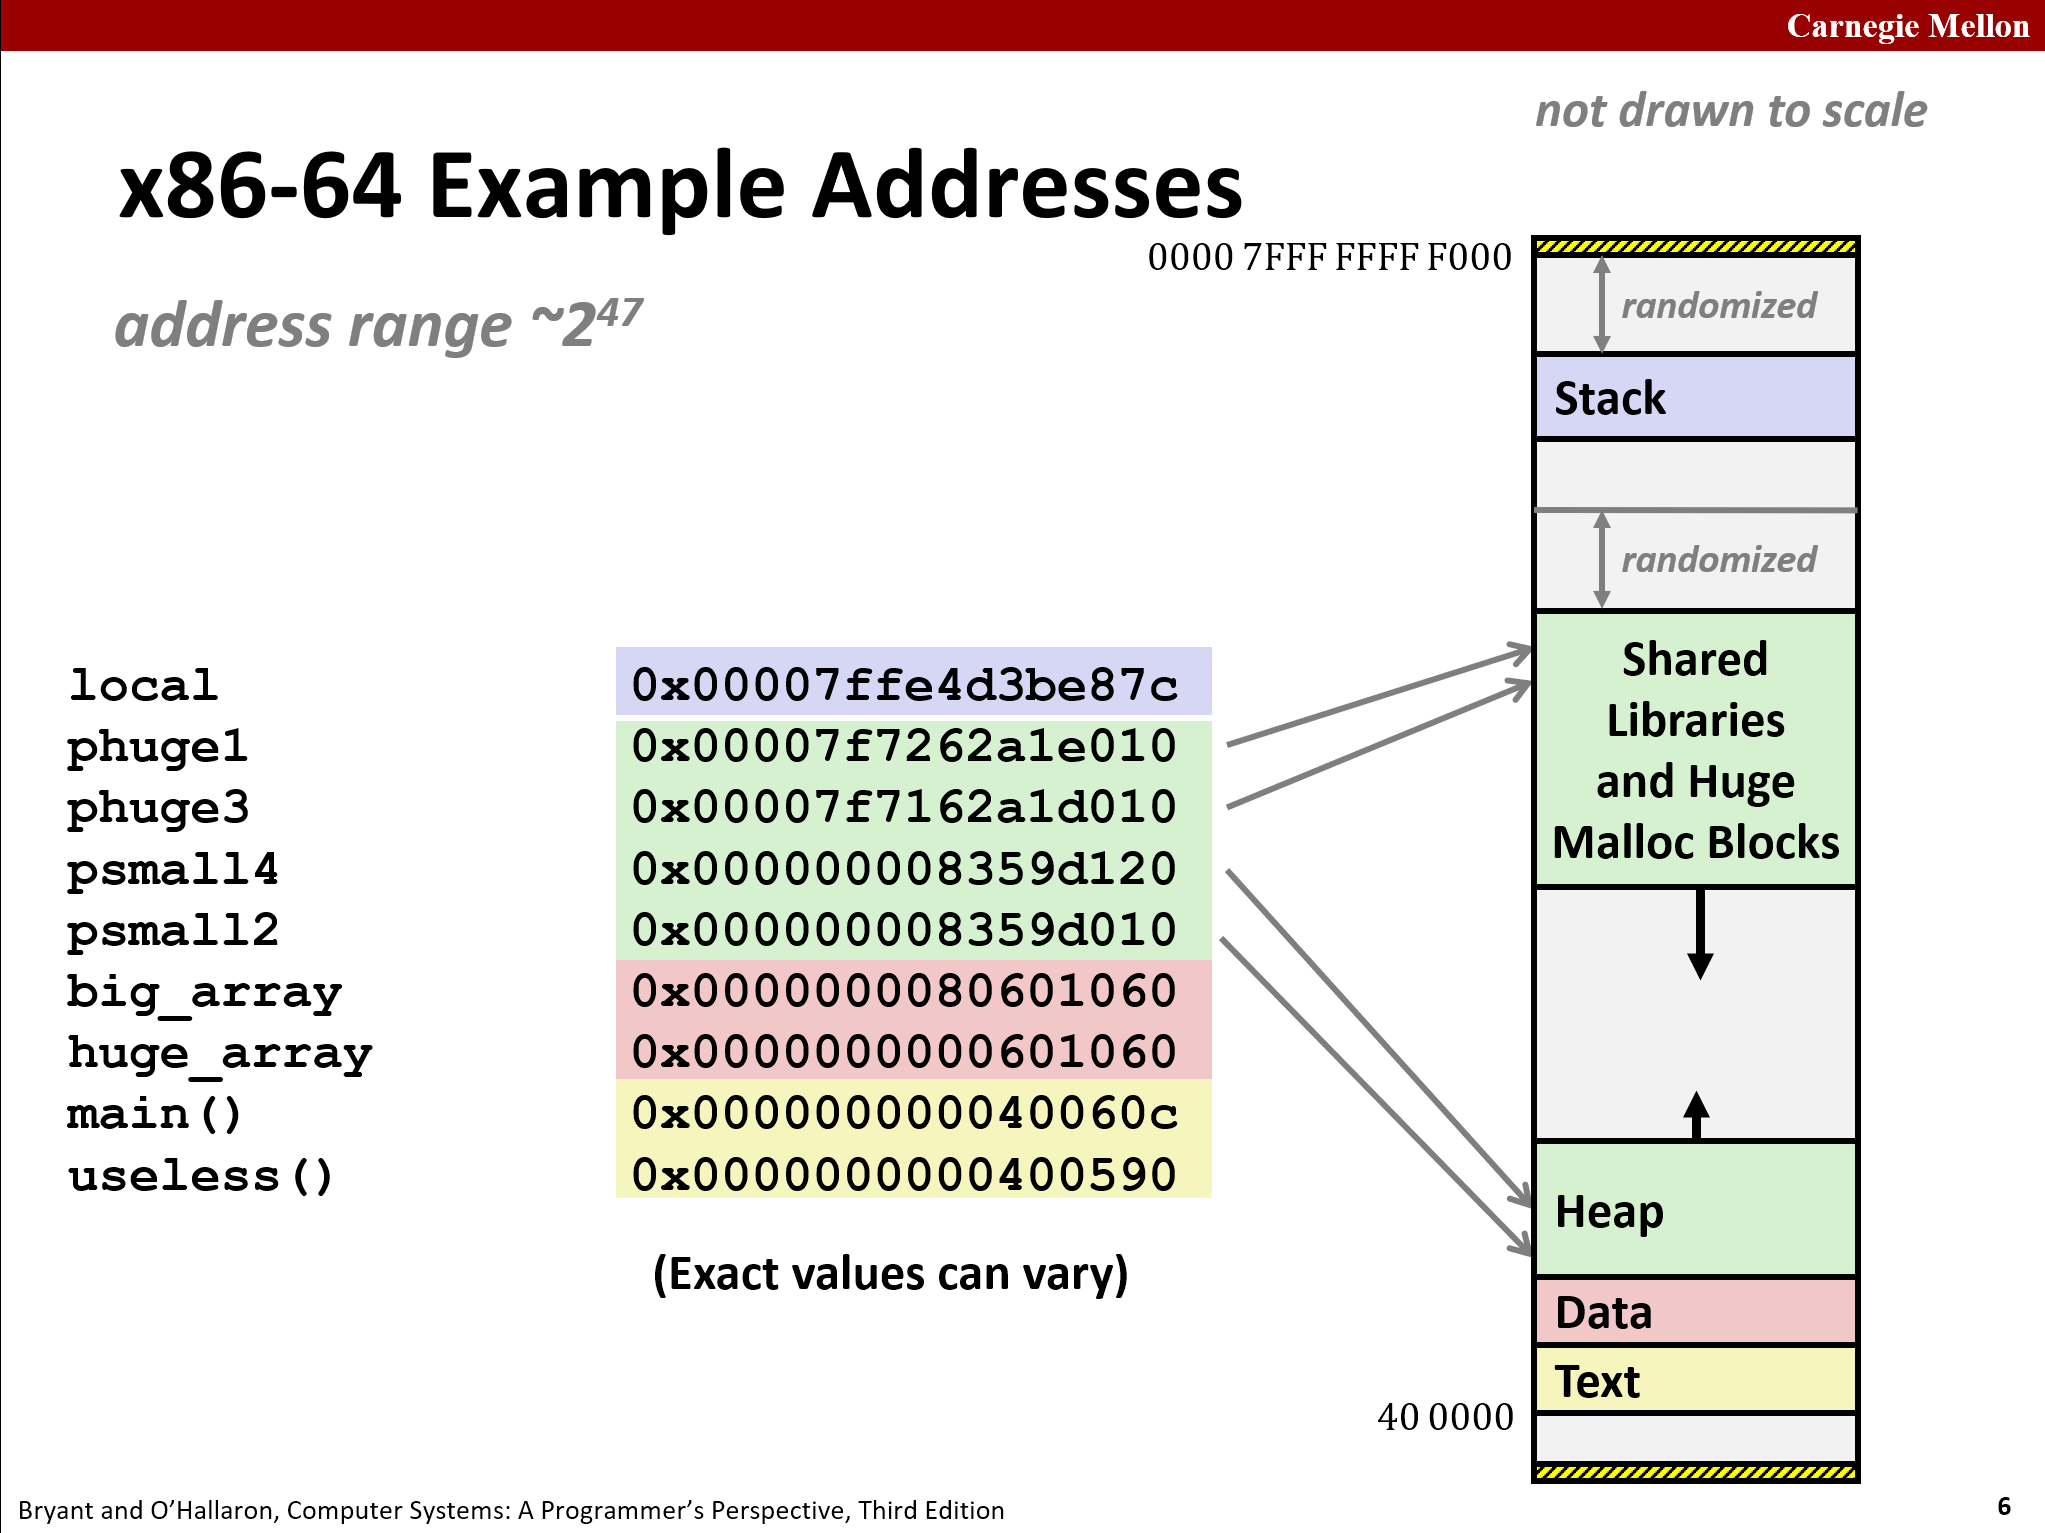 Carnegie Mellon
not drawn to scale
x86-64 Example Addresses
address range ~2⁴⁷
0000 7FFF FFFF F000
randomized
Stack
randomized
Shared
Libraries
and Huge
Malloc Blocks
local 0x00007ffe4d3be87c
phuge1 0x00007f7262a1e010
phuge3 0x00007f7162a1d010
psmall4 0x000000008359d120
psmall2 0x000000008359d010
big_array 0x0000000080601060
huge_array 0x0000000000601060
main() 0x000000000040060c
useless() 0x0000000000400590
(Exact values can vary)
Heap
Data
Text
40 0000
Bryant and O’Hallaron, Computer Systems: A Programmer’s Perspective, Third Edition
6